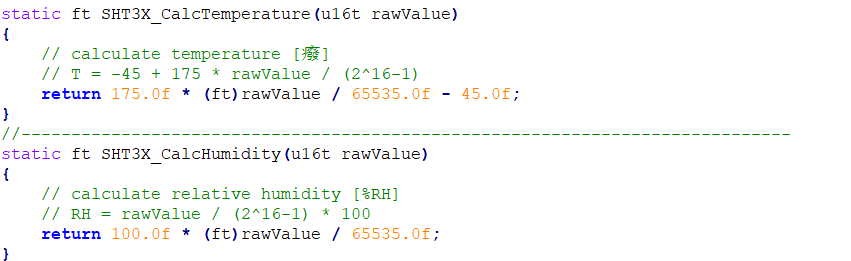 static ft SHT3X_CalcTemperature(u16t rawValue)
{
    // calculate temperature [癈]
    // T = -45 + 175 * rawValue / (2^16-1)
    return 175.0f * (ft)rawValue / 65535.0f - 45.0f;
}
//-----------------------------------------------------------------------------
static ft SHT3X_CalcHumidity(u16t rawValue)
{
    // calculate relative humidity [%RH]
    // RH = rawValue / (2^16-1) * 100
    return 100.0f * (ft)rawValue / 65535.0f;
}